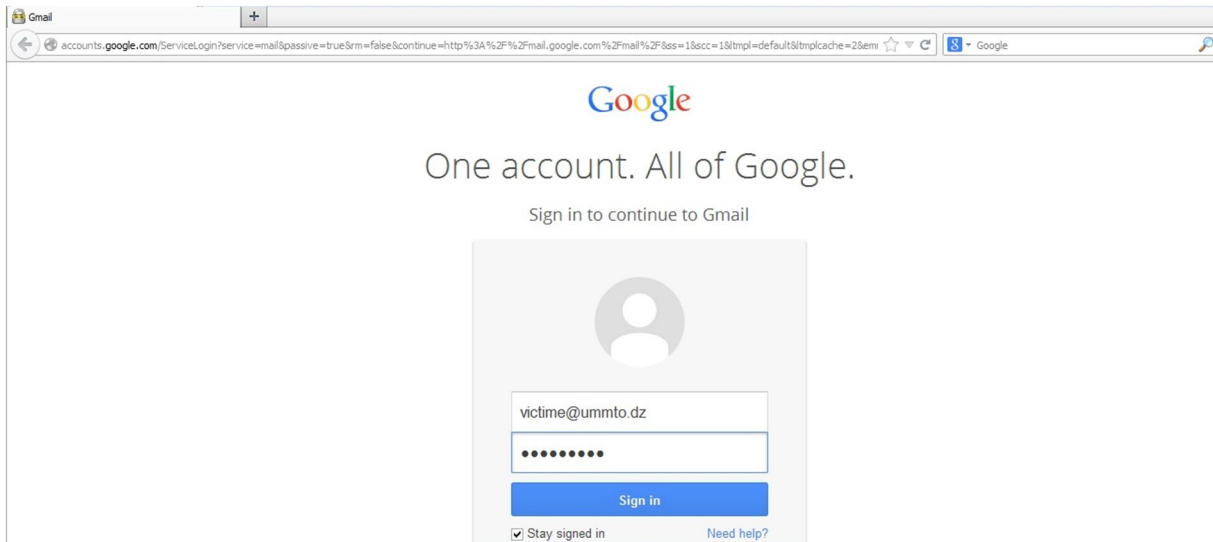 Gmail
accounts.google.com/ServiceLogin?service=mail&passive=true&rm=false&continue=http%3A%2F%2Fmail.google.com%2Fmail%2F&ss=1&scc=1&ltmpl=default&ltmplcache=2&em
Google
Google
One account. All of Google.
Sign in to continue to Gmail
victime@ummto.dz
Sign in
Stay signed in Need help?